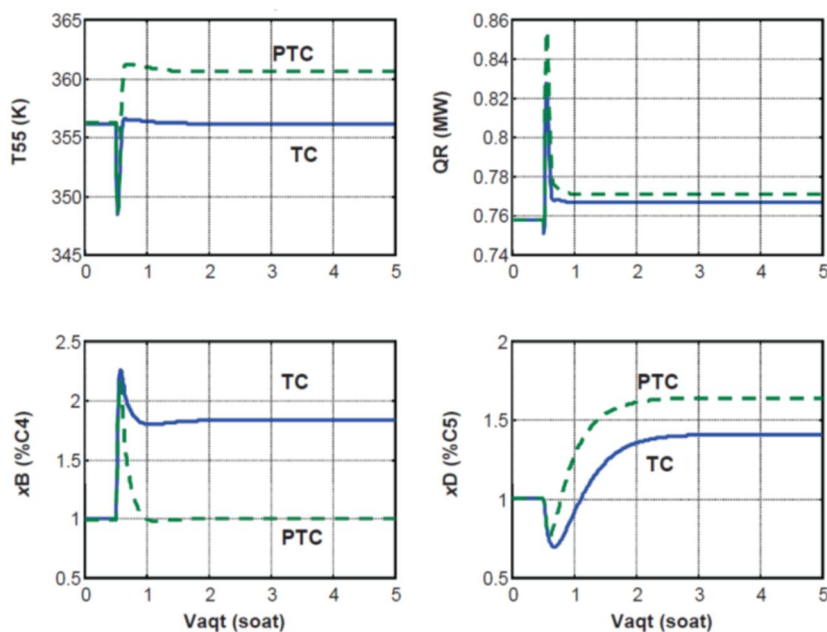 365
360
355
350
345
T55 (K)
PTC
TC
0 1 2 3 4 5
0.86
0.84
0.82
0.8
0.78
0.76
0.74
QR (MW)
0 1 2 3 4 5
2.5
2
1.5
1
0.5
xB (%C4)
TC
PTC
0 1 2 3 4 5
Vaqt (soat)
2
1.5
1
0.5
xD (%C5)
PTC
TC
0 1 2 3 4 5
Vaqt (soat)